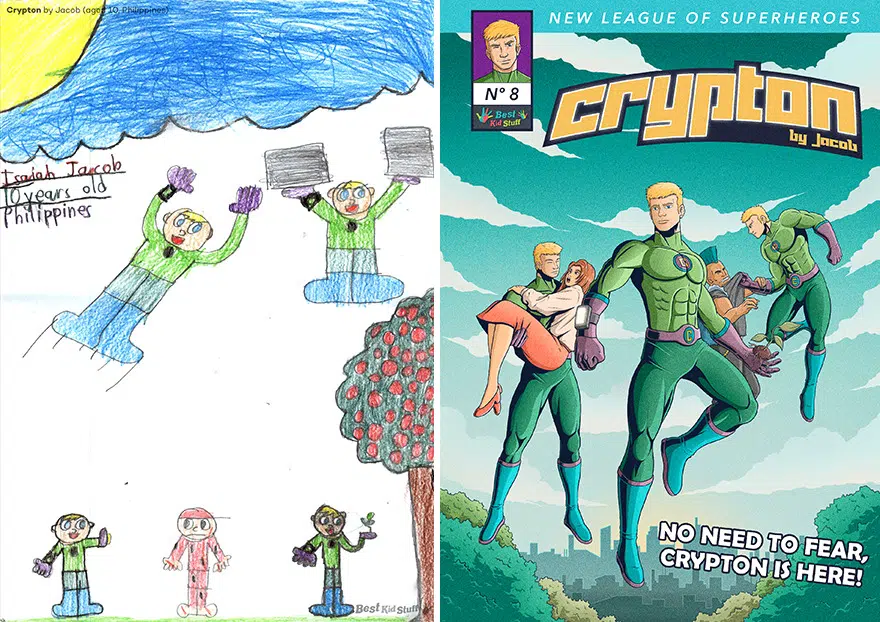 Crypton by Jacob (aged 10, Philippines)
Isaiah Jacob
10 years old
Philippines
Best Kid Stuff
NEW LEAGUE OF SUPERHEROES
N° 8
Best
Kid Stuff
crypton
by Jacob
C
C
NO NEED TO FEAR,
CRYPTON IS HERE!